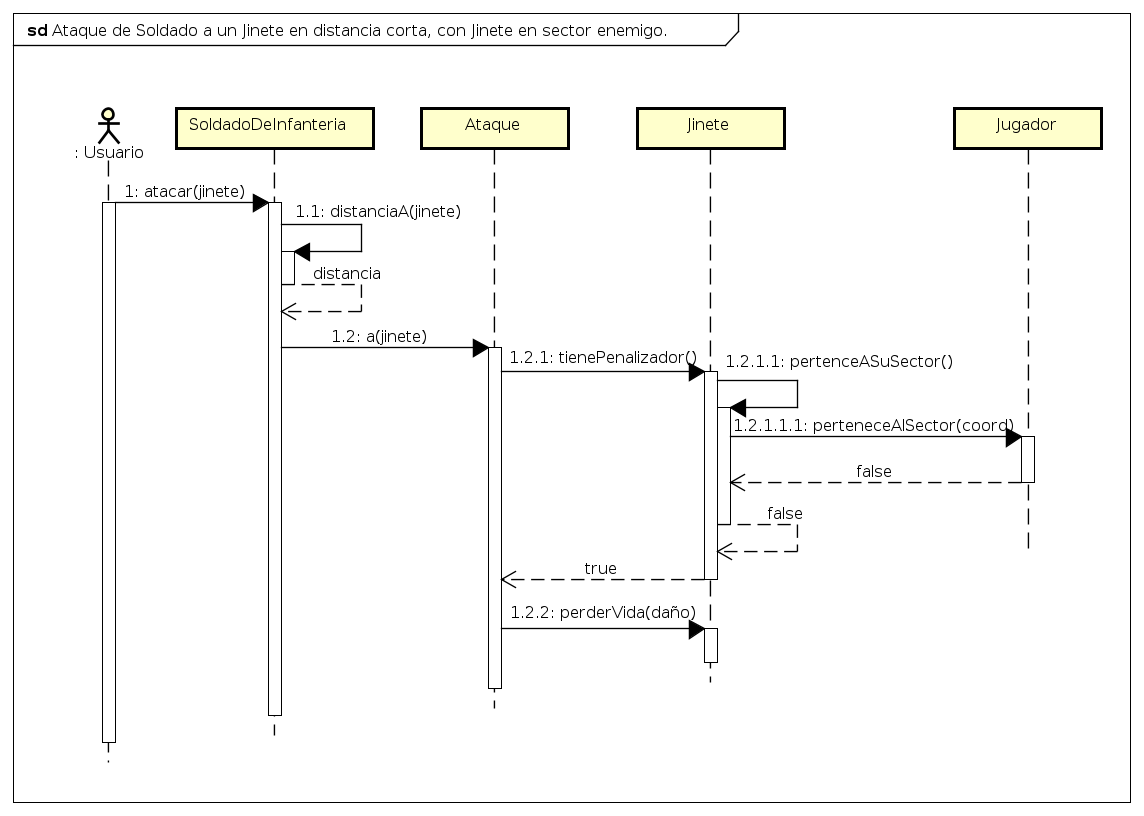 sd Ataque de Soldado a un Jinete en distancia corta, con Jinete en sector enemigo.
: Usuario
SoldadoDeInfanteria
Ataque
Jinete
Jugador
1: atacar(jinete)
1.1: distanciaA(jinete)
distancia
1.2: a(jinete)
1.2.1: tienePenalizador()
1.2.1.1: pertenceASuSector()
1.2.1.1.1: perteneceAlSector(coord)
false
false
true
1.2.2: perderVida(daño)